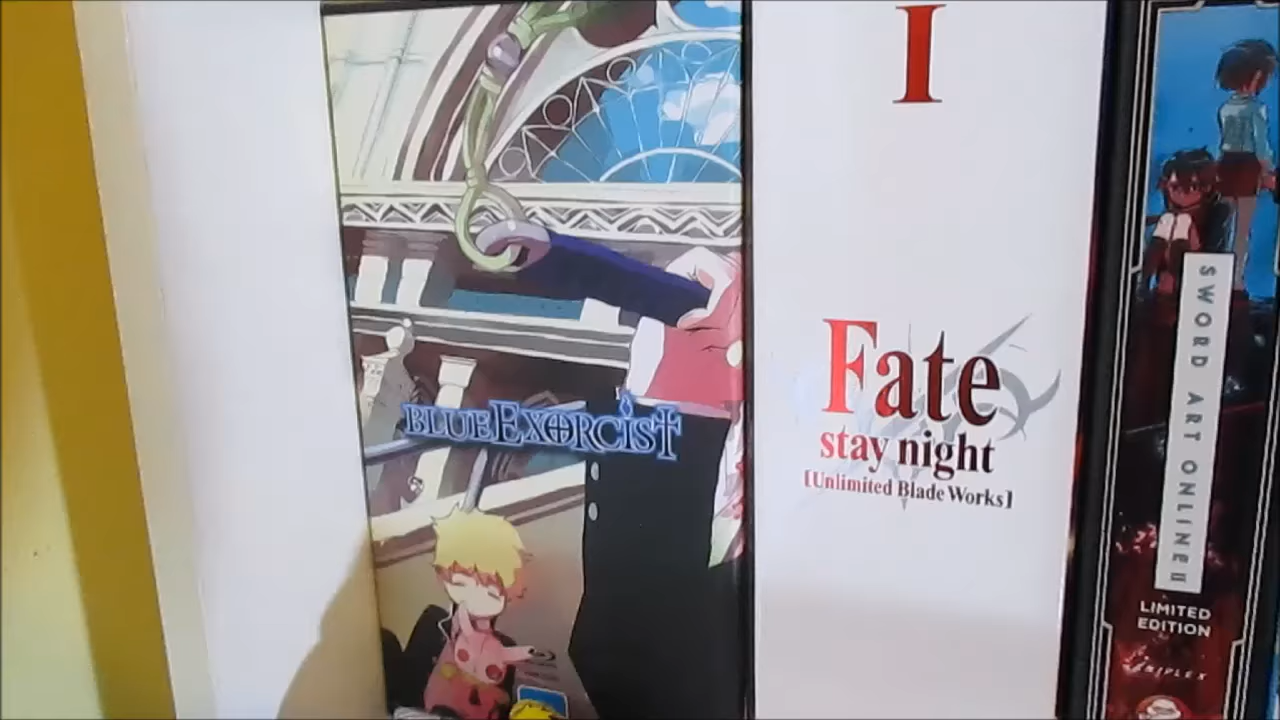 BLUE EXORCIST
I
Fate
stay night
[Unlimited Blade Works]
SWORD ART ONLINE II
LIMITED
EDITION
ANIPLEX